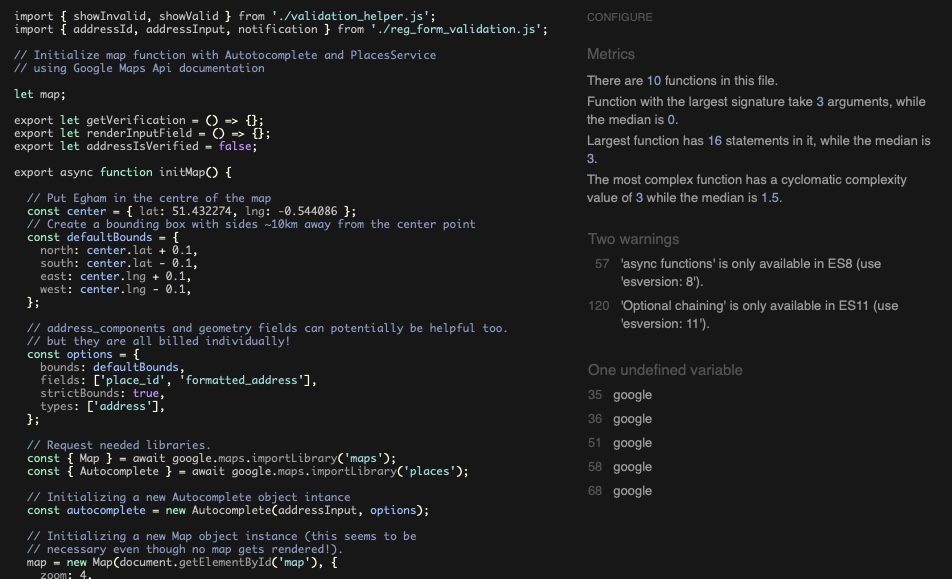 import { showInvalid, showValid } from './validation_helper.js';
import { addressId, addressInput, notification } from './reg_form_validation.js';
// Initialize map function with Autotocomplete and PlacesService
// using Google Maps Api documentation
let map;
export let getVerification = () => {};
export let renderInputField = () => {};
export let addressIsVerified = false;
export async function initMap() {
// Put Egham in the centre of the map
const center = { lat: 51.432274, lng: -0.544086 };
// Create a bounding box with sides ~10km away from the center point
const defaultBounds = {
north: center.lat + 0.1,
south: center.lat - 0.1,
east: center.lng + 0.1,
west: center.lng - 0.1,
};
// address_components and geometry fields can potentially be helpful too.
// but they are all billed individually!
const options = {
bounds: defaultBounds,
fields: ['place_id', 'formatted_address'],
strictBounds: true,
types: ['address'],
};
// Request needed libraries.
const { Map } = await google.maps.importLibrary('maps');
const { Autocomplete } = await google.maps.importLibrary('places');
// Initializing a new Autocomplete object intance
const autocomplete = new Autocomplete(addressInput, options);
// Initializing a new Map object instance (this seems to be
// necessary even though no map gets rendered!).
map = new Map(document.getElementById('map'), {
zoom: 4,
CONFIGURE
Metrics
There are 10 functions in this file.
Function with the largest signature take 3 arguments, while
the median is 0.
Largest function has 16 statements in it, while the median is
3.
The most complex function has a cyclomatic complexity
value of 3 while the median is 1.5.
Two warnings
57 'async functions' is only available in ES8 (use
'esversion: 8').
120 'Optional chaining' is only available in ES11 (use
'esversion: 11').
One undefined variable
35 google
36 google
51 google
58 google
68 google